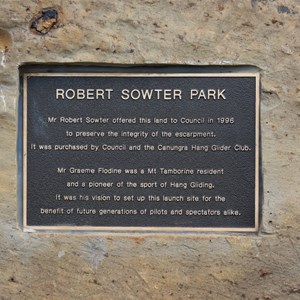 ROBERT SOWTER PARK
Mr Robert Sowter offered this land to Council in 1996
to preserve the integrity of the escarpment.
It was purchased by Council and the Canungra Hang Glider Club.
Mr Graeme Flodine was a Mt Tamborine resident
and a pioneer of the sport of Hang Gliding.
It was his vision to set up this launch site for the
benefit of future generations of pilots and spectators alike.